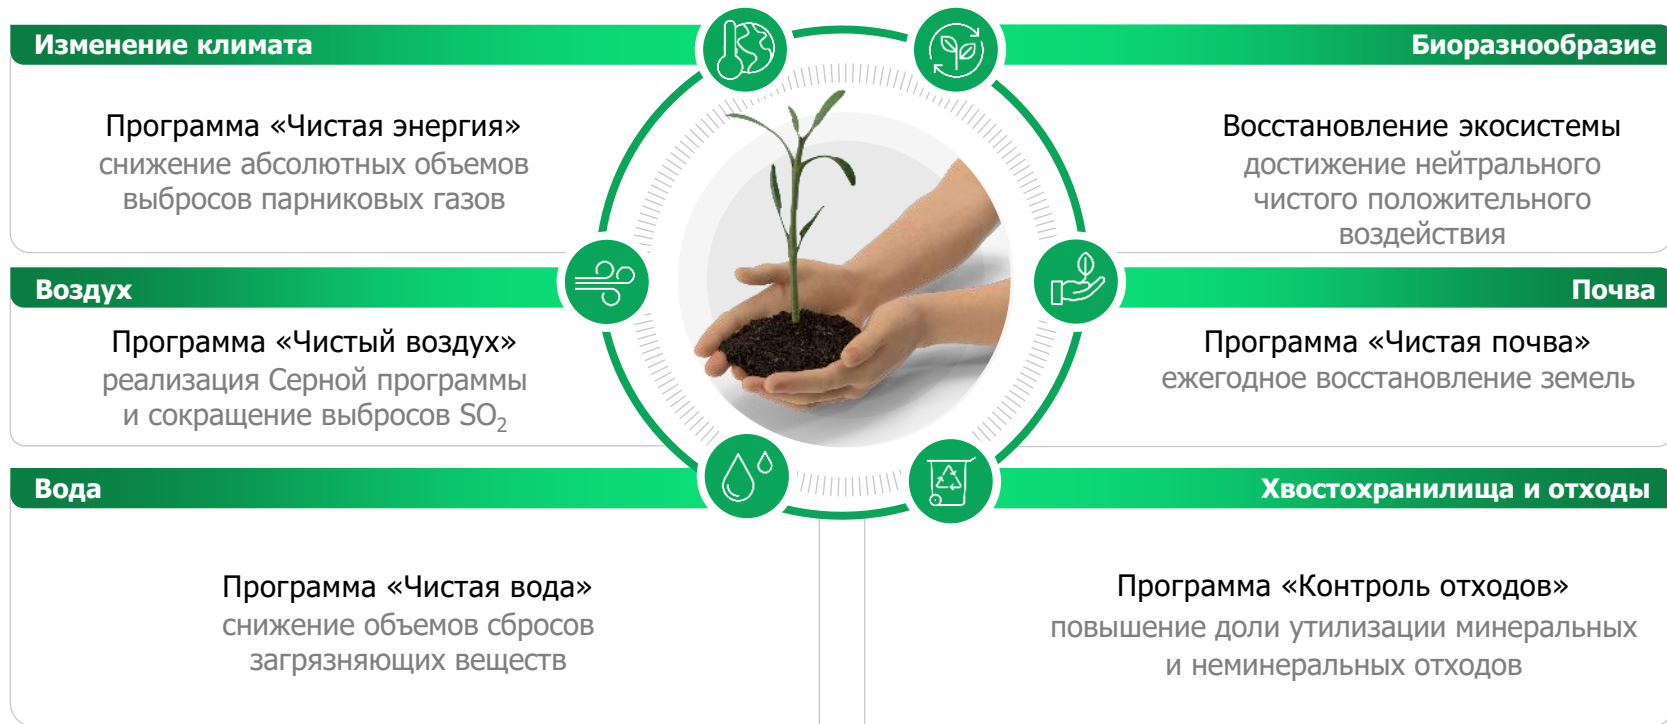 Изменение климата
Программа «Чистая энергия»
снижение абсолютных объемов
выбросов парниковых газов
Воздух
Программа «Чистый воздух»
реализация Серной программы
и сокращение выбросов SO₂
Вода
Программа «Чистая вода»
снижение объемов сбросов
загрязняющих веществ
Биоразнообразие
Восстановление экосистемы
достижение нейтрального
чистого положительного
воздействия
Почва
Программа «Чистая почва»
ежегодное восстановление земель
Хвостохранилища и отходы
Программа «Контроль отходов»
повышение доли утилизации минеральных
и неминеральных отходов